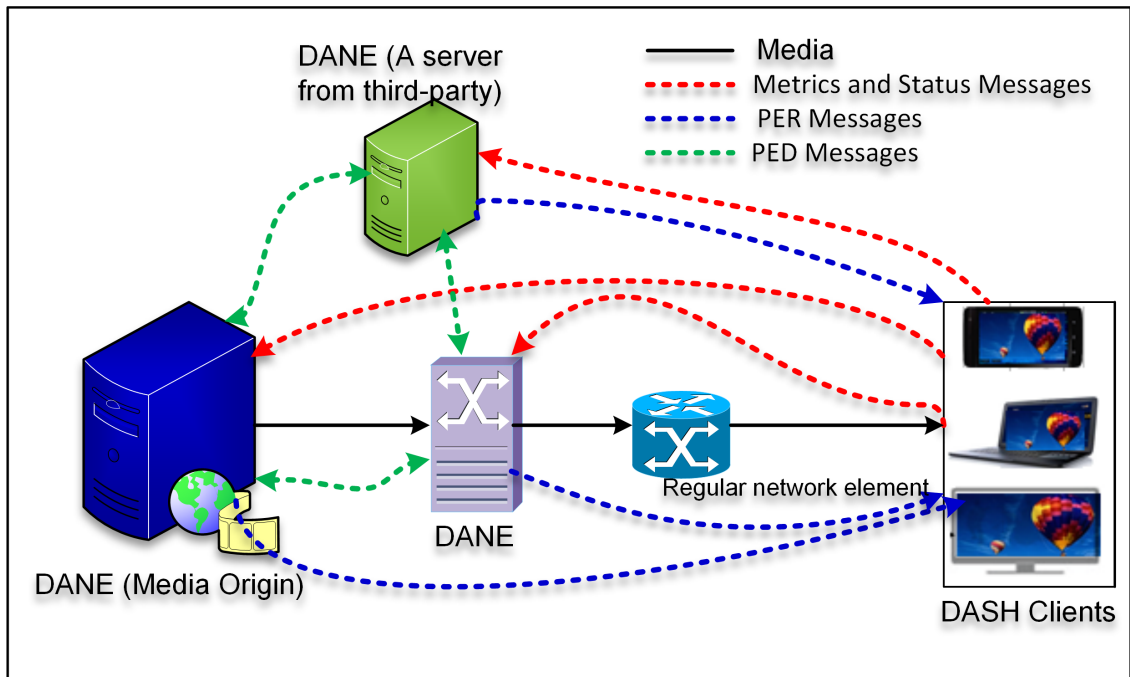 DANE (A server
from third-party)
Media
Metrics and Status Messages
PER Messages
PED Messages
Regular network element
DANE
DANE (Media Origin)
DASH Clients